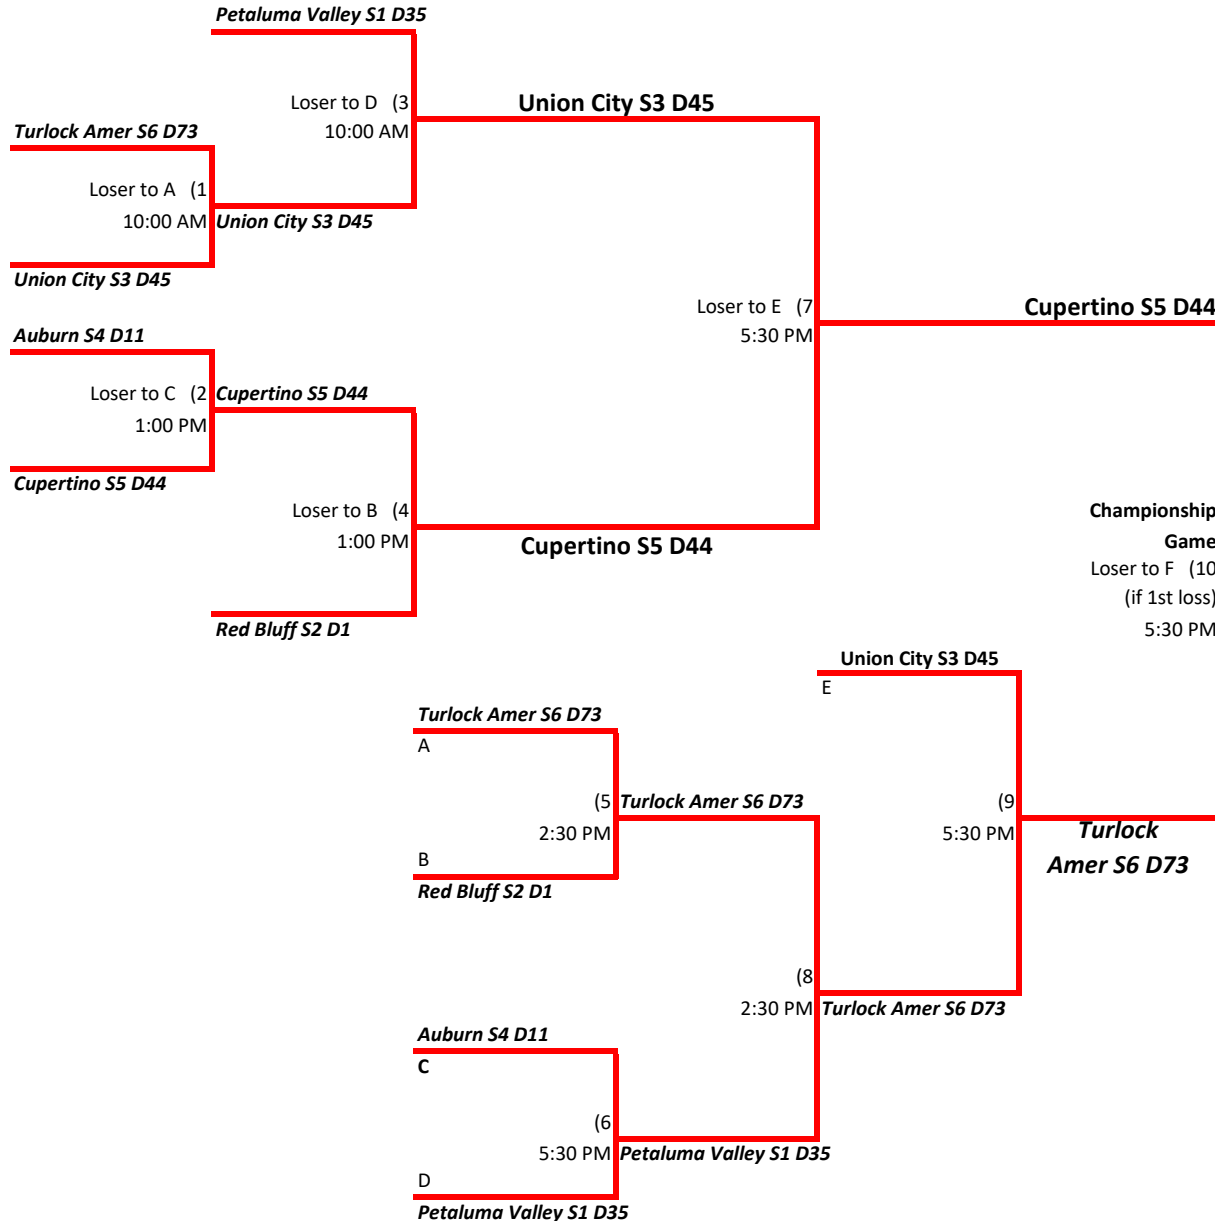 Petaluma Valley S1 D35
Loser to D (3
10:00 AM
Union City S3 D45
Turlock Amer S6 D73
Loser to A (1
10:00 AM
Union City S3 D45
Union City S3 D45
Loser to E (7
5:30 PM
Cupertino S5 D44
Auburn S4 D11
Loser to C (2
1:00 PM
Cupertino S5 D44
Cupertino S5 D44
Loser to B (4
1:00 PM
Cupertino S5 D44
Red Bluff S2 D1
Championship
Game
Loser to F (10
(if 1st loss)
5:30 PM
Union City S3 D45
E
Turlock Amer S6 D73
A
(5
2:30 PM
Turlock Amer S6 D73
B
Red Bluff S2 D1
(9
5:30 PM
Turlock
Amer S6 D73
(8
2:30 PM
Turlock Amer S6 D73
Auburn S4 D11
C
(6
5:30 PM
Petaluma Valley S1 D35
D
Petaluma Valley S1 D35